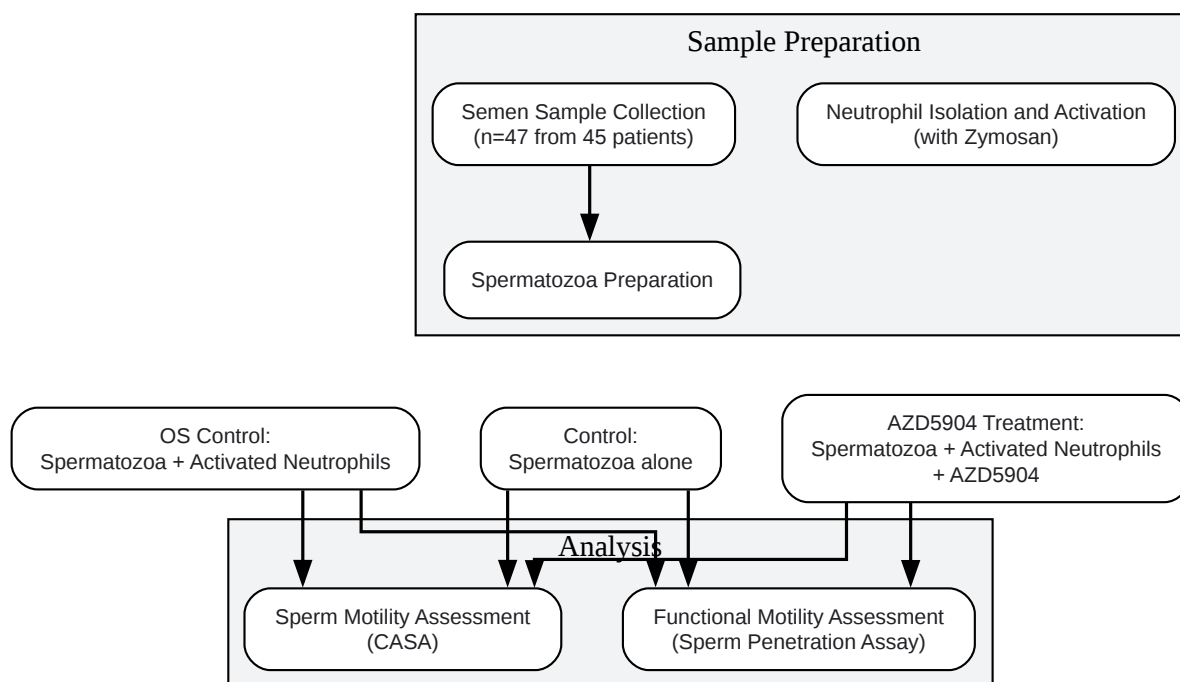 Sample Preparation
Semen Sample Collection
(n=47 from 45 patients)
Neutrophil Isolation and Activation
(with Zymosan)
Spermatozoa Preparation
OS Control:
Spermatozoa + Activated Neutrophils
Control:
Spermatozoa alone
AZD5904 Treatment:
Spermatozoa + Activated Neutrophils
+ AZD5904
Analysis
Sperm Motility Assessment
(CASA)
Functional Motility Assessment
(Sperm Penetration Assay)